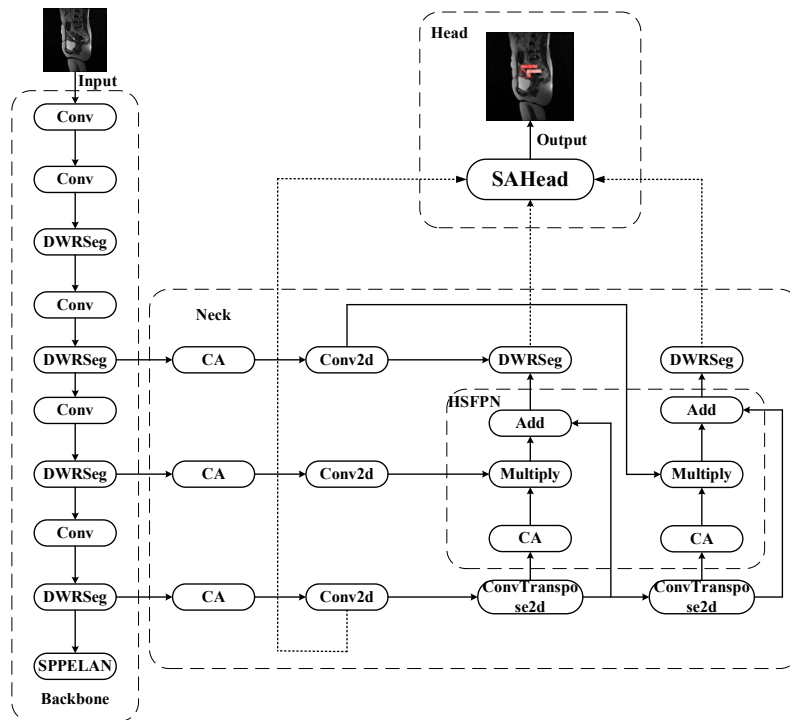 Input
Conv
Conv
DWRSeg
Conv
DWRSeg
Conv
DWRSeg
Conv
DWRSeg
SPPELAN
Backbone
Head
Output
SAHead
Neck
CA
Conv2d
DWRSeg
DWRSeg
HSFPN
Add
Add
CA
Conv2d
Multiply
Multiply
CA
CA
CA
Conv2d
ConvTranspo
se2d
ConvTranspo
se2d